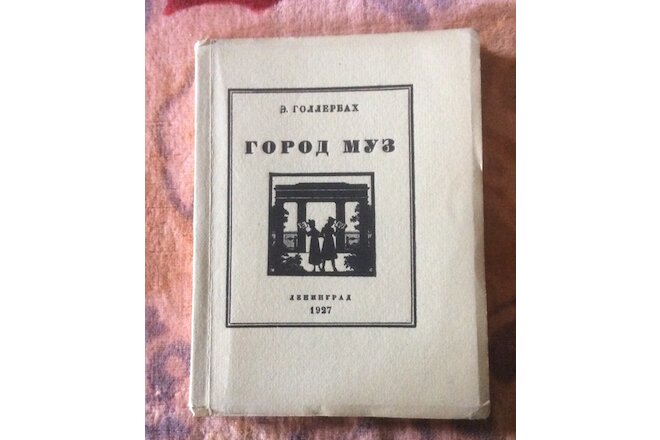 Э. ГОЛЛЕРБАХ
ГОРОД МУЗ
ЛЕНИНГРАД
1927